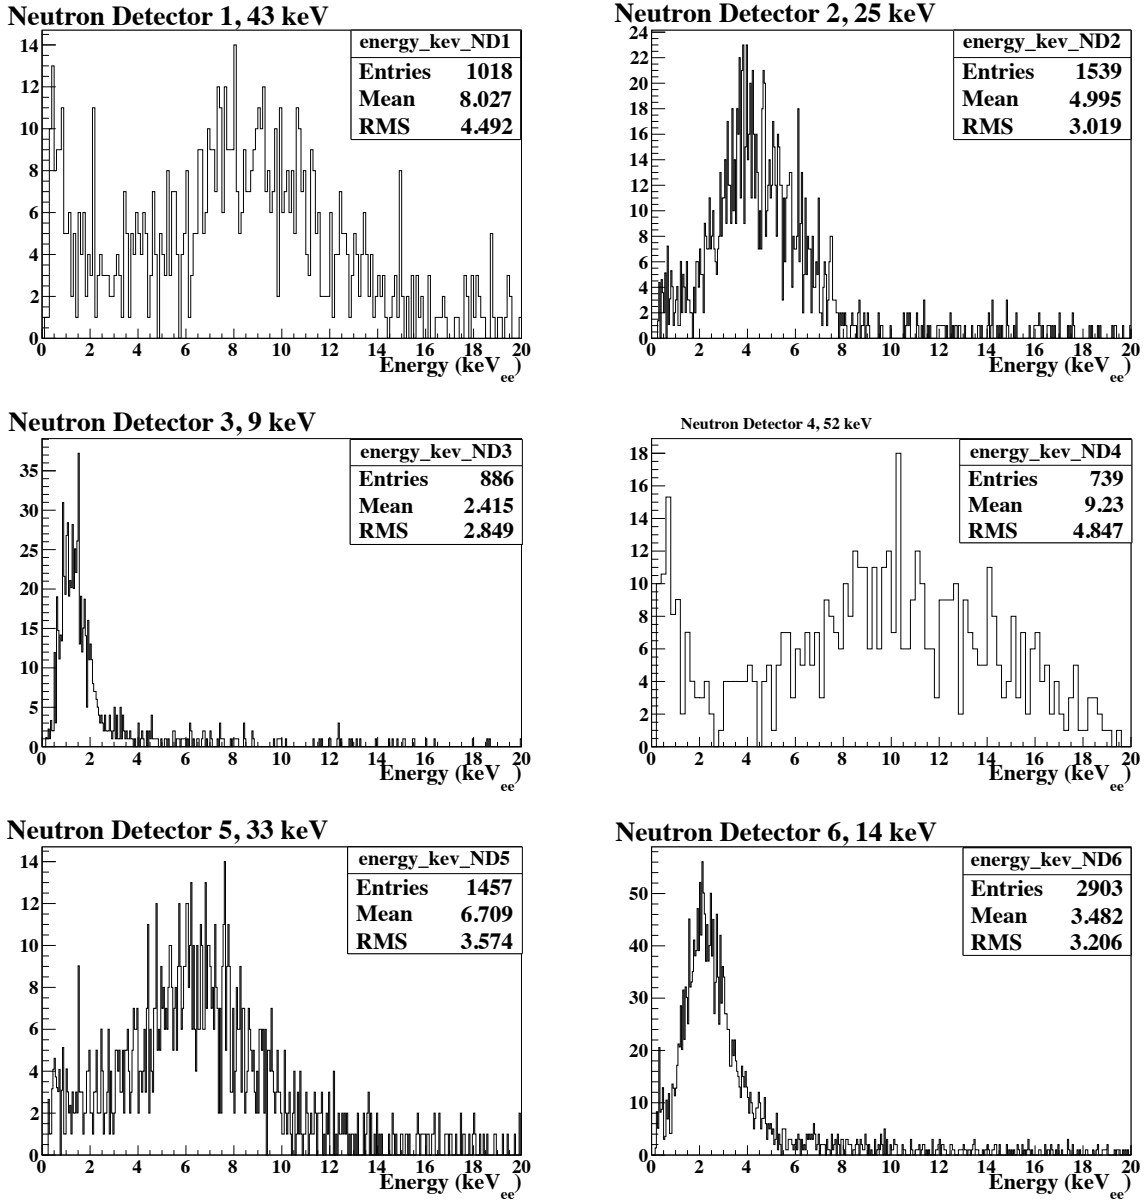 Neutron Detector 1, 43 keV
energy_kev_ND1
Entries 1018
Mean 8.027
RMS 4.492
14
12
10
8
6
4
2
0
0 2 4 6 8 10 12 14 16 18 20
Energy (keVee)
Neutron Detector 2, 25 keV
energy_kev_ND2
Entries 1539
Mean 4.995
RMS 3.019
24
22
20
18
16
14
12
10
8
6
4
2
0
0 2 4 6 8 10 12 14 16 18 20
Energy (keVee)
Neutron Detector 3, 9 keV
energy_kev_ND3
Entries 886
Mean 2.415
RMS 2.849
35
30
25
20
15
10
5
0
0 2 4 6 8 10 12 14 16 18 20
Energy (keVee)
Neutron Detector 4, 52 keV
energy_kev_ND4
Entries 739
Mean 9.23
RMS 4.847
18
16
14
12
10
8
6
4
2
0
0 2 4 6 8 10 12 14 16 18 20
Energy (keVee)
Neutron Detector 5, 33 keV
energy_kev_ND5
Entries 1457
Mean 6.709
RMS 3.574
14
12
10
8
6
4
2
0
0 2 4 6 8 10 12 14 16 18 20
Energy (keVee)
Neutron Detector 6, 14 keV
energy_kev_ND6
Entries 2903
Mean 3.482
RMS 3.206
50
40
30
20
10
0
0 2 4 6 8 10 12 14 16 18 20
Energy (keVee)